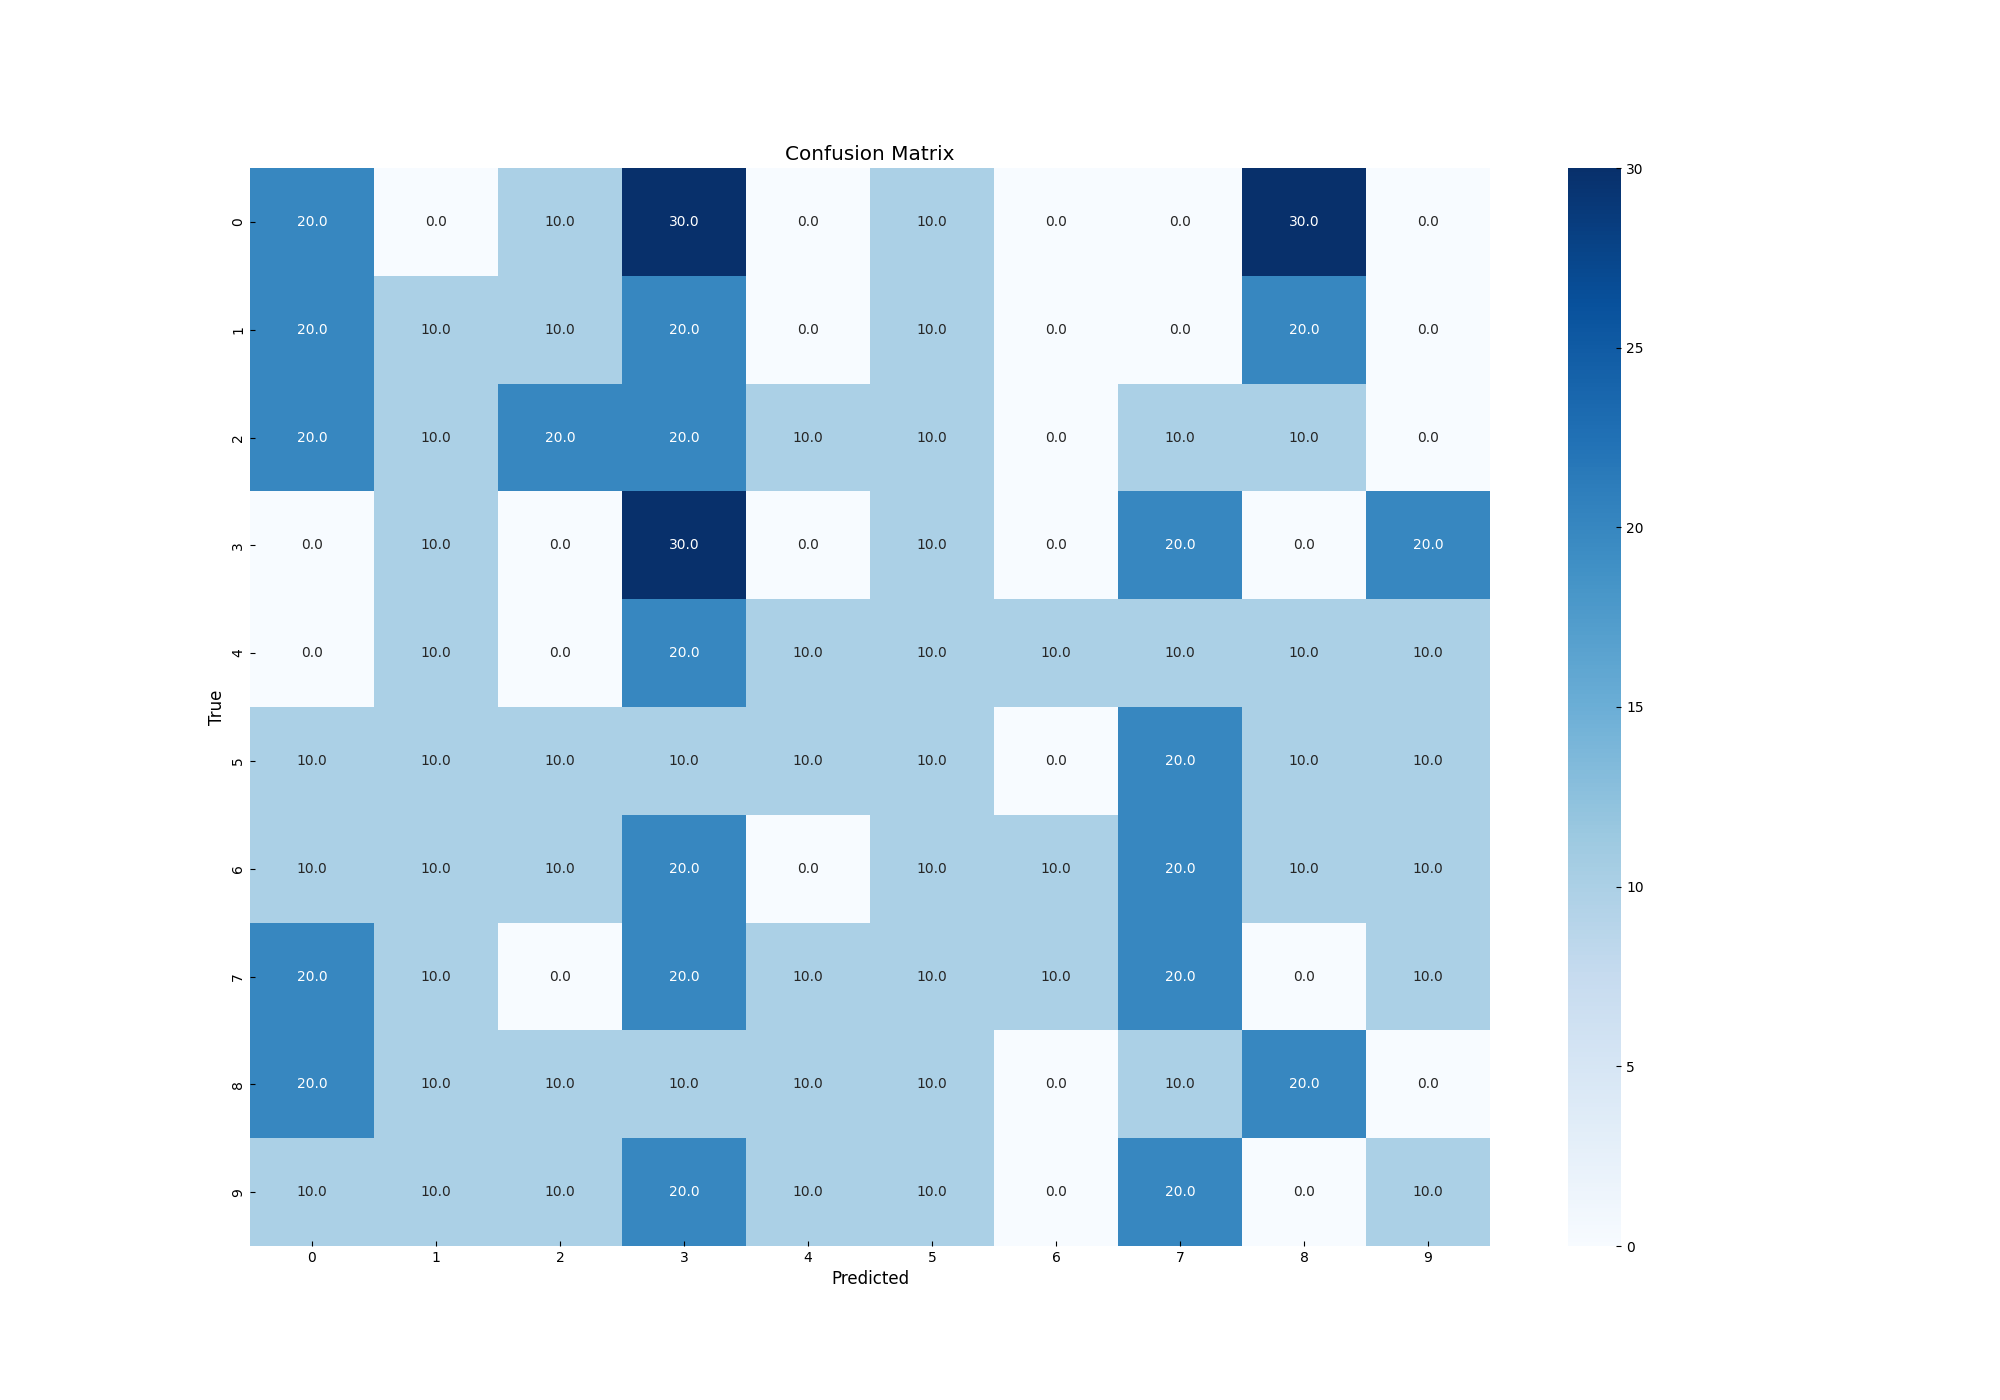 Confusion Matrix
0 20.0 0.0 10.0 30.0 0.0 10.0 0.0 0.0 30.0 0.0
1 20.0 10.0 10.0 20.0 0.0 10.0 0.0 0.0 20.0 0.0
2 20.0 10.0 20.0 20.0 10.0 10.0 0.0 10.0 10.0 0.0
3 0.0 10.0 0.0 30.0 0.0 10.0 0.0 20.0 0.0 20.0
4 0.0 10.0 0.0 20.0 10.0 10.0 10.0 10.0 10.0 10.0
5 10.0 10.0 10.0 10.0 10.0 10.0 0.0 20.0 10.0 10.0
6 10.0 10.0 10.0 20.0 0.0 10.0 10.0 20.0 10.0 10.0
7 20.0 10.0 0.0 20.0 10.0 10.0 10.0 20.0 0.0 10.0
8 20.0 10.0 10.0 10.0 10.0 10.0 0.0 10.0 20.0 0.0
9 10.0 10.0 10.0 20.0 10.0 10.0 0.0 20.0 0.0 10.0
0 1 2 3 4 5 6 7 8 9
Predicted
True
30
25
20
15
10
5
0